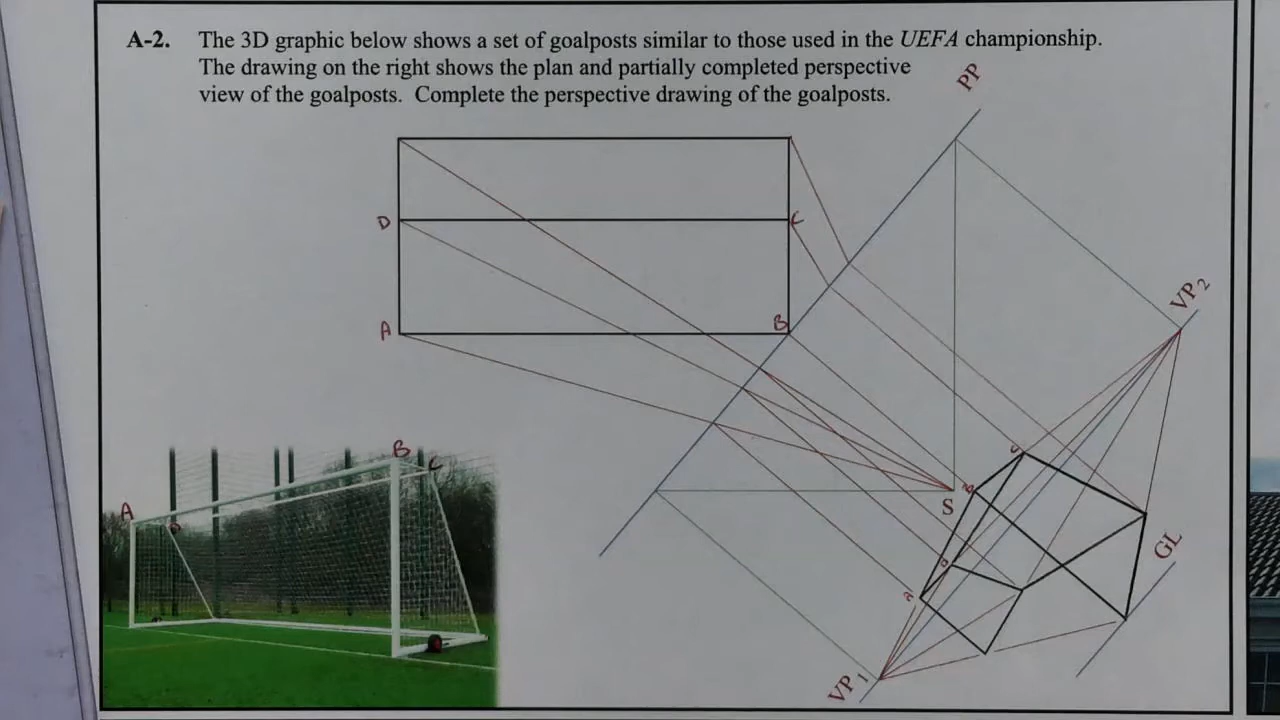 A-2. The 3D graphic below shows a set of goalposts similar to those used in the UEFA championship.
The drawing on the right shows the plan and partially completed perspective
view of the goalposts. Complete the perspective drawing of the goalposts.
PP
D
C
A
B
VP2
S
C
B
GL
D
A
VP1
B
C
A
D